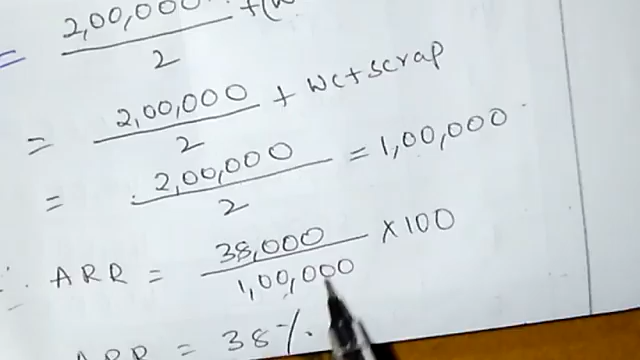 = 2,00,000 / 2 +(W
= 2,00,000 / 2 + WC+scrap
= 2,00,000 / 2 = 1,00,000
∴ ARR = 38,000 / 1,00,000 × 100
ARR = 38%.